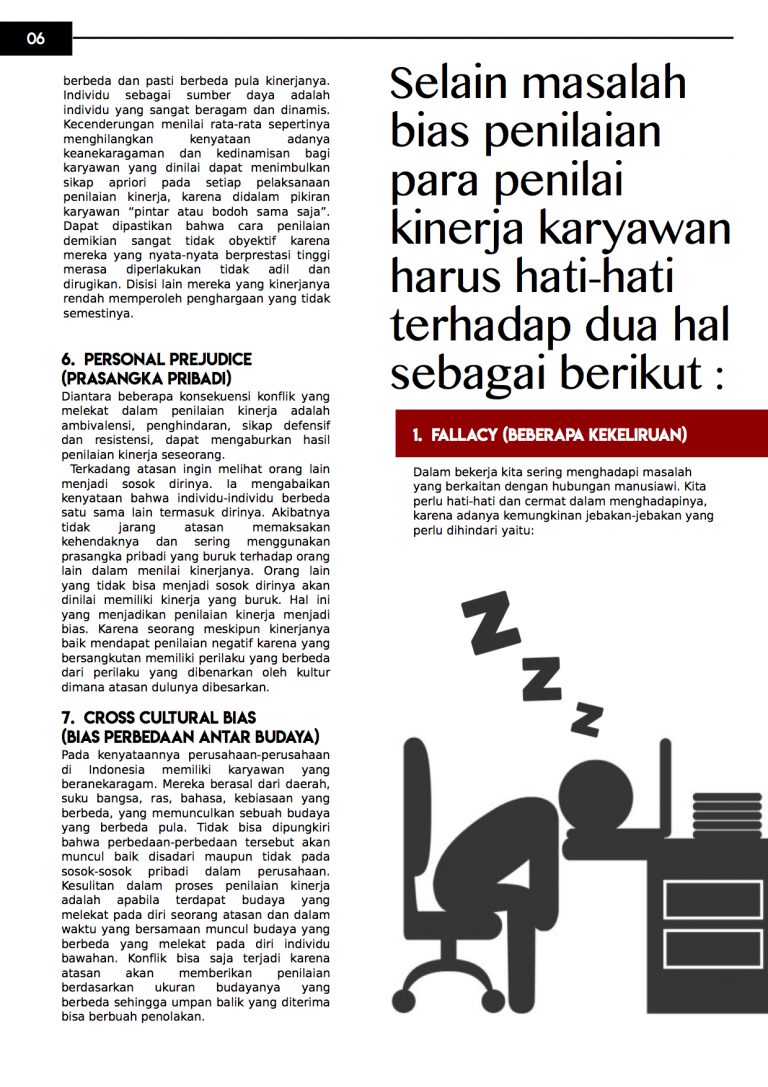 06
berbeda dan pasti berbeda pula kinerjanya.
Individu sebagai sumber daya adalah
individu yang sangat beragam dan dinamis.
Kecenderungan menilai rata-rata sepertinya
menghilangkan kenyataan adanya
keanekaragaman dan kedinamisan bagi
karyawan yang dinilai dapat menimbulkan
sikap apriori pada setiap pelaksanaan
penilaian kinerja, karena didalam pikiran
karyawan “pintar atau bodoh sama saja”.
Dapat dipastikan bahwa cara penilaian
demikian sangat tidak obyektif karena
mereka yang nyata-nyata berprestasi tinggi
merasa diperlakukan tidak adil dan
dirugikan. Disisi lain mereka yang kinerjanya
rendah memperoleh penghargaan yang tidak
semestinya.
6. PERSONAL PREJUDICE
(PRASANGKA PRIBADI)
Diantara beberapa konsekuensi konflik yang
melekat dalam penilaian kinerja adalah
ambivalensi, penghindaran, sikap defensif
dan resistensi, dapat mengaburkan hasil
penilaian kinerja seseorang.
Terkadang atasan ingin melihat orang lain
menjadi sosok dirinya. Ia mengabaikan
kenyataan bahwa individu-individu berbeda
satu sama lain termasuk dirinya. Akibatnya
tidak jarang atasan memaksakan
kehendaknya dan sering menggunakan
prasangka pribadi yang buruk terhadap orang
lain dalam menilai kinerjanya. Orang lain
yang tidak bisa menjadi sosok dirinya akan
dinilai memiliki kinerja yang buruk. Hal ini
yang menjadikan penilaian kinerja menjadi
bias. Karena seorang meskipun kinerjanya
baik mendapat penilaian negatif karena yang
bersangkutan memiliki perilaku yang berbeda
dari perilaku yang dibenarkan oleh kultur
dimana atasan dulunya dibesarkan.
7. CROSS CULTURAL BIAS
(BIAS PERBEDAAN ANTAR BUDAYA)
Pada kenyataannya perusahaan-perusahaan
di Indonesia memiliki karyawan yang
beranekaragam. Mereka berasal dari daerah,
suku bangsa, ras, bahasa, kebiasaan yang
berbeda, yang memunculkan sebuah budaya
yang berbeda pula. Tidak bisa dipungkiri
bahwa perbedaan-perbedaan tersebut akan
muncul baik disadari maupun tidak pada
sosok-sosok pribadi dalam perusahaan.
Kesulitan dalam proses penilaian kinerja
adalah apabila terdapat budaya yang
melekat pada diri seorang atasan dan dalam
waktu yang bersamaan muncul budaya yang
berbeda yang melekat pada diri individu
bawahan. Konflik bisa saja terjadi karena
atasan akan memberikan penilaian
berdasarkan ukuran budayanya yang
berbeda sehingga umpan balik yang diterima
bisa berbuah penolakan.
Selain masalah
bias penilaian
para penilai
kinerja karyawan
harus hati-hati
terhadap dua hal
sebagai berikut :
1. FALLACY (BEBERAPA KEKELIRUAN)
Dalam bekerja kita sering menghadapi masalah
yang berkaitan dengan hubungan manusiawi. Kita
perlu hati-hati dan cermat dalam menghadapinya,
karena adanya kemungkinan jebakan-jebakan yang
perlu dihindari yaitu:
Z
Z
Z